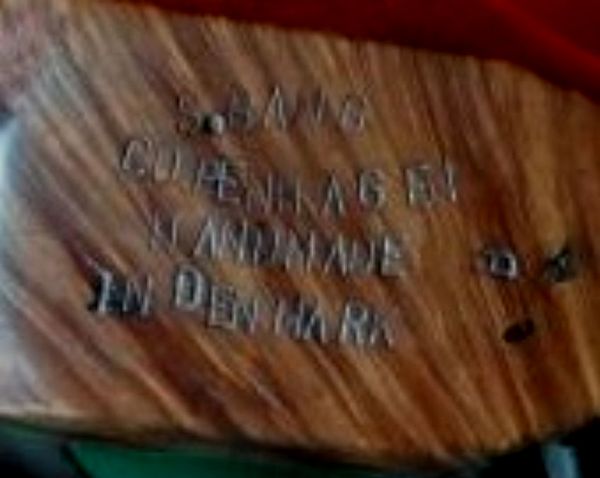 S. BANG
COPENHAGEN
HANDMADE
IN DENMARK